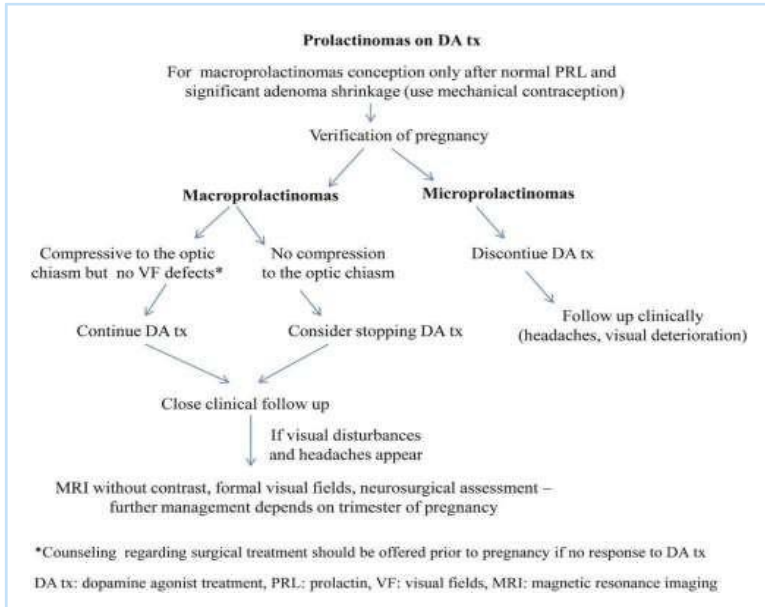 Prolactinomas on DA tx
For macroprolactinomas conception only after normal PRL and
significant adenoma shrinkage (use mechanical contraception)
Verification of pregnancy
Macroprolactinomas
Microprolactinomas
Compressive to the optic
chiasm but no VF defects*
No compression
to the optic chiasm
Discontiue DA tx
Continue DA tx
Consider stopping DA tx
Follow up clinically
(headaches, visual deterioration)
Close clinical follow up
If visual disturbances
and headaches appear
MRI without contrast, formal visual fields, neurosurgical assessment –
further management depends on trimester of pregnancy
*Counseling regarding surgical treatment should be offered prior to pregnancy if no response to DA tx
DA tx: dopamine agonist treatment, PRL: prolactin, VF: visual fields, MRI: magnetic resonance imaging